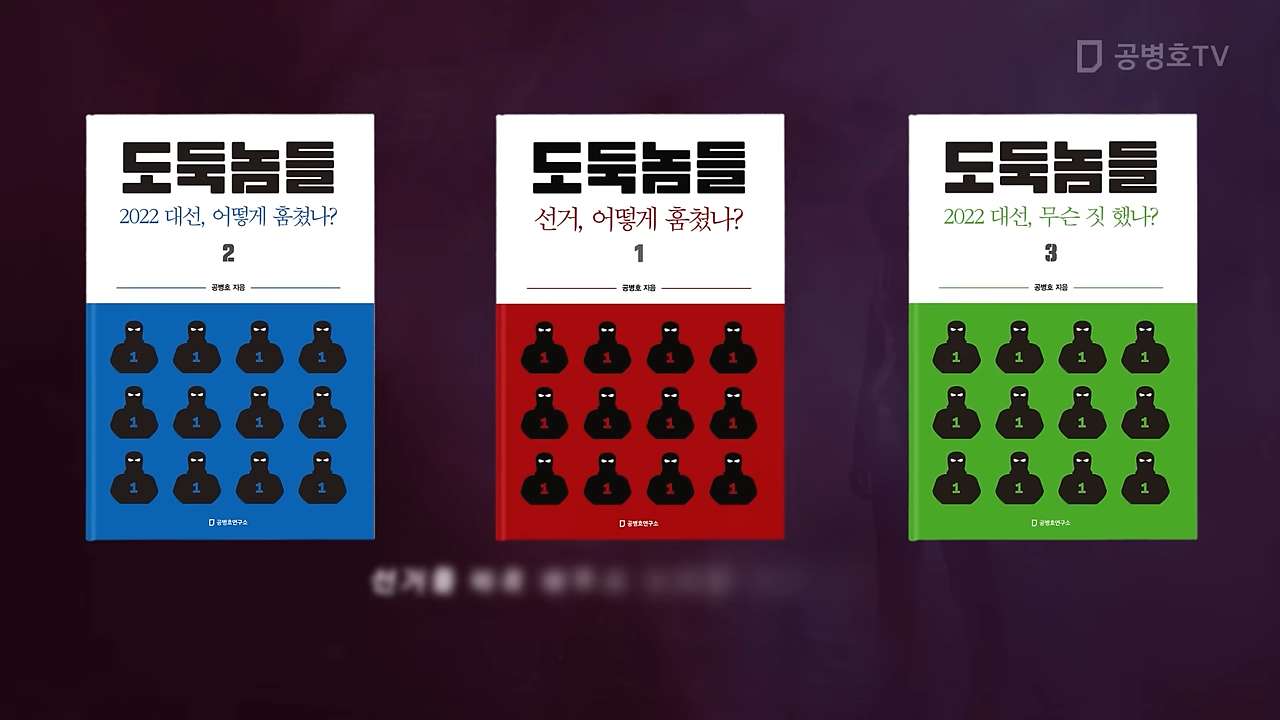 공병호TV
도둑놈들
2022 대선, 어떻게 훔쳤나?
2
공병호 지음
1 1 1 1
1 1 1 1
1 1 1 1
공병호연구소
도둑놈들
선거, 어떻게 훔쳤나?
1
공병호 지음
1 1 1 1
1 1 1 1
1 1 1 1
공병호연구소
도둑놈들
2022 대선, 무슨 짓 했나?
3
공병호 지음
1 1 1 1
1 1 1 1
1 1 1 1
공병호연구소
선거를